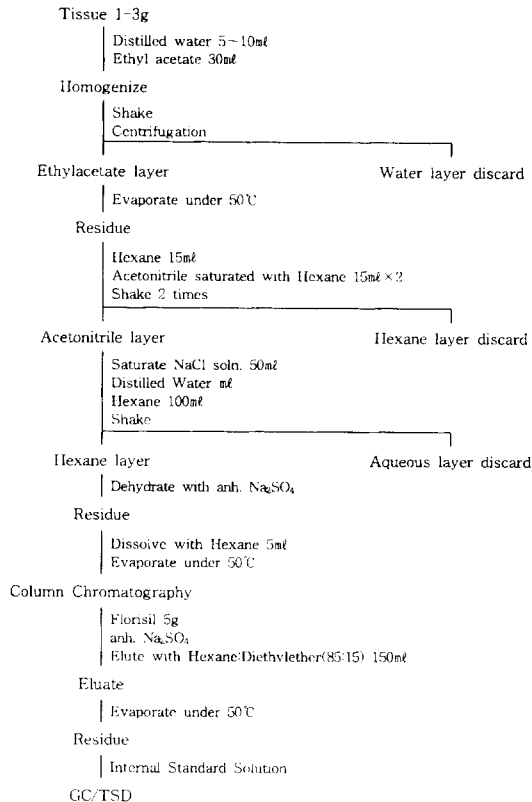 Tissue 1-3g
Distilled water 5~10㎖
Ethyl acetate 30㎖
Homogenize
Shake
Centrifugation
Ethylacetate layer
Water layer discard
Evaporate under 50℃
Residue
Hexane 15㎖
Acetonitrile saturated with Hexane 15㎖×2
Shake 2 times
Acetonitrile layer
Hexane layer discard
Saturate NaCl soln. 50㎖
Distilled Water ㎖
Hexane 100㎖
Shake
Hexane layer
Aqueous layer discard
Dehydrate with anh. Na₂SO₄
Residue
Dissolve with Hexane 5㎖
Evaporate under 50℃
Column Chromatography
Florisil 5g
anh. Na₂SO₄
Elute with Hexane:Diethylether(85:15) 150㎖
Eluate
Evaporate under 50℃
Residue
Internal Standard Solution
GC/TSD